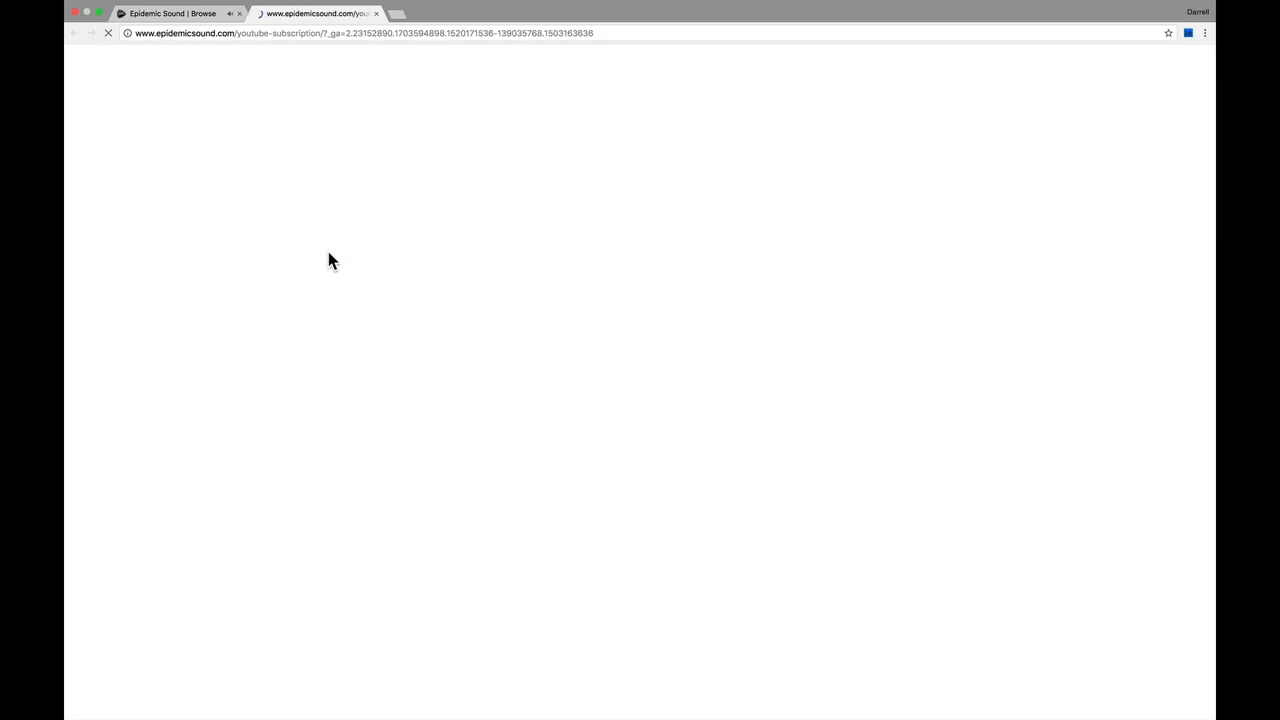 Epidemic Sound | Browse
www.epidemicsound.com/you
Darrell
www.epidemicsound.com/youtube-subscription/?_ga=2.23152890.1703594898.1520171536-139035768.1503163636